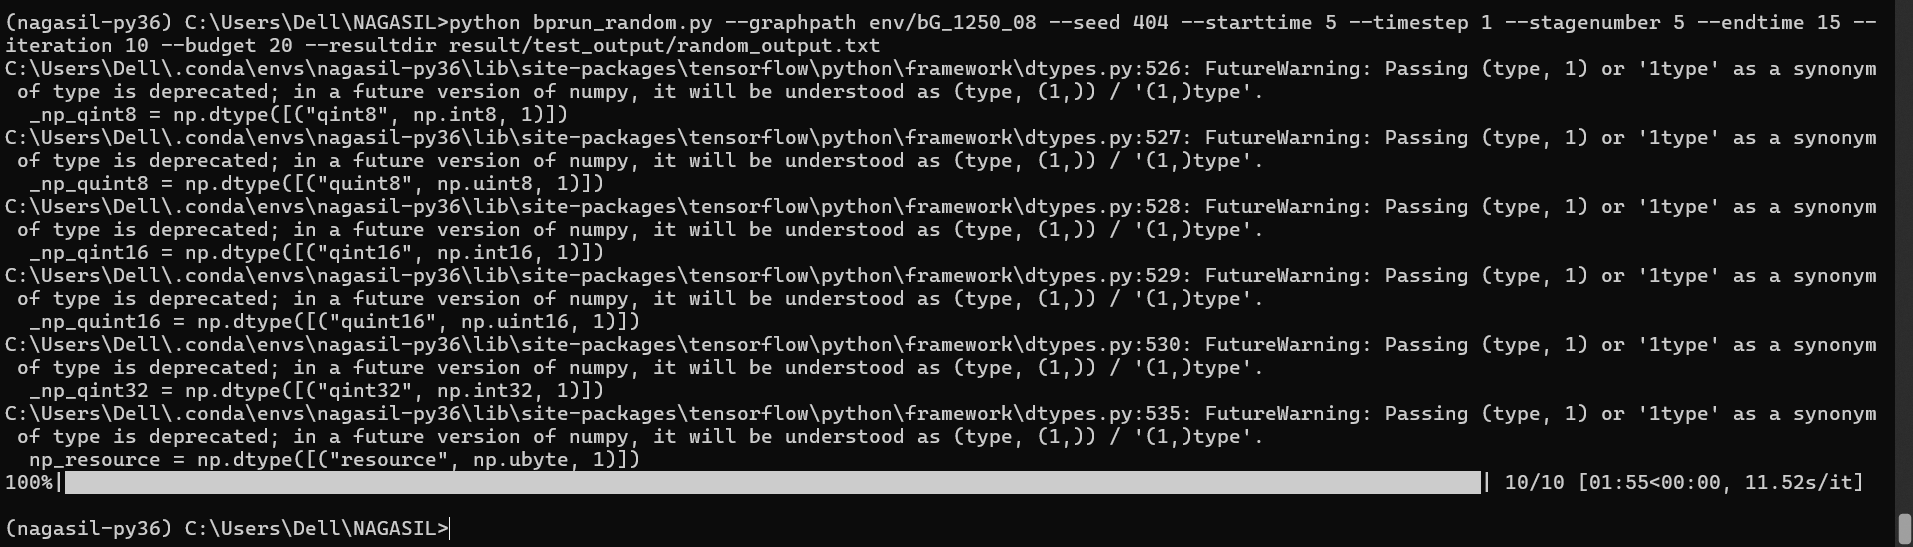 (nagasil-py36) C:\Users\Dell\NAGASIL>python bprun_random.py --graphpath env/bG_1250_08 --seed 404 --starttime 5 --timestep 1 --stagenumber 5 --endtime 15 --
iteration 10 --budget 20 --resultdir result/test_output/random_output.txt
C:\Users\Dell\.conda\envs\nagasil-py36\lib\site-packages\tensorflow\python\framework\dtypes.py:526: FutureWarning: Passing (type, 1) or '1type' as a synonym
 of type is deprecated; in a future version of numpy, it will be understood as (type, (1,)) / '(1,)type'.
  _np_qint8 = np.dtype([("qint8", np.int8, 1)])
C:\Users\Dell\.conda\envs\nagasil-py36\lib\site-packages\tensorflow\python\framework\dtypes.py:527: FutureWarning: Passing (type, 1) or '1type' as a synonym
 of type is deprecated; in a future version of numpy, it will be understood as (type, (1,)) / '(1,)type'.
  _np_quint8 = np.dtype([("quint8", np.uint8, 1)])
C:\Users\Dell\.conda\envs\nagasil-py36\lib\site-packages\tensorflow\python\framework\dtypes.py:528: FutureWarning: Passing (type, 1) or '1type' as a synonym
 of type is deprecated; in a future version of numpy, it will be understood as (type, (1,)) / '(1,)type'.
  _np_qint16 = np.dtype([("qint16", np.int16, 1)])
C:\Users\Dell\.conda\envs\nagasil-py36\lib\site-packages\tensorflow\python\framework\dtypes.py:529: FutureWarning: Passing (type, 1) or '1type' as a synonym
 of type is deprecated; in a future version of numpy, it will be understood as (type, (1,)) / '(1,)type'.
  _np_quint16 = np.dtype([("quint16", np.uint16, 1)])
C:\Users\Dell\.conda\envs\nagasil-py36\lib\site-packages\tensorflow\python\framework\dtypes.py:530: FutureWarning: Passing (type, 1) or '1type' as a synonym
 of type is deprecated; in a future version of numpy, it will be understood as (type, (1,)) / '(1,)type'.
  _np_qint32 = np.dtype([("qint32", np.int32, 1)])
C:\Users\Dell\.conda\envs\nagasil-py36\lib\site-packages\tensorflow\python\framework\dtypes.py:535: FutureWarning: Passing (type, 1) or '1type' as a synonym
 of type is deprecated; in a future version of numpy, it will be understood as (type, (1,)) / '(1,)type'.
  np_resource = np.dtype([("resource", np.ubyte, 1)])
100%| | 10/10 [01:55<00:00, 11.52s/it]
(nagasil-py36) C:\Users\Dell\NAGASIL>